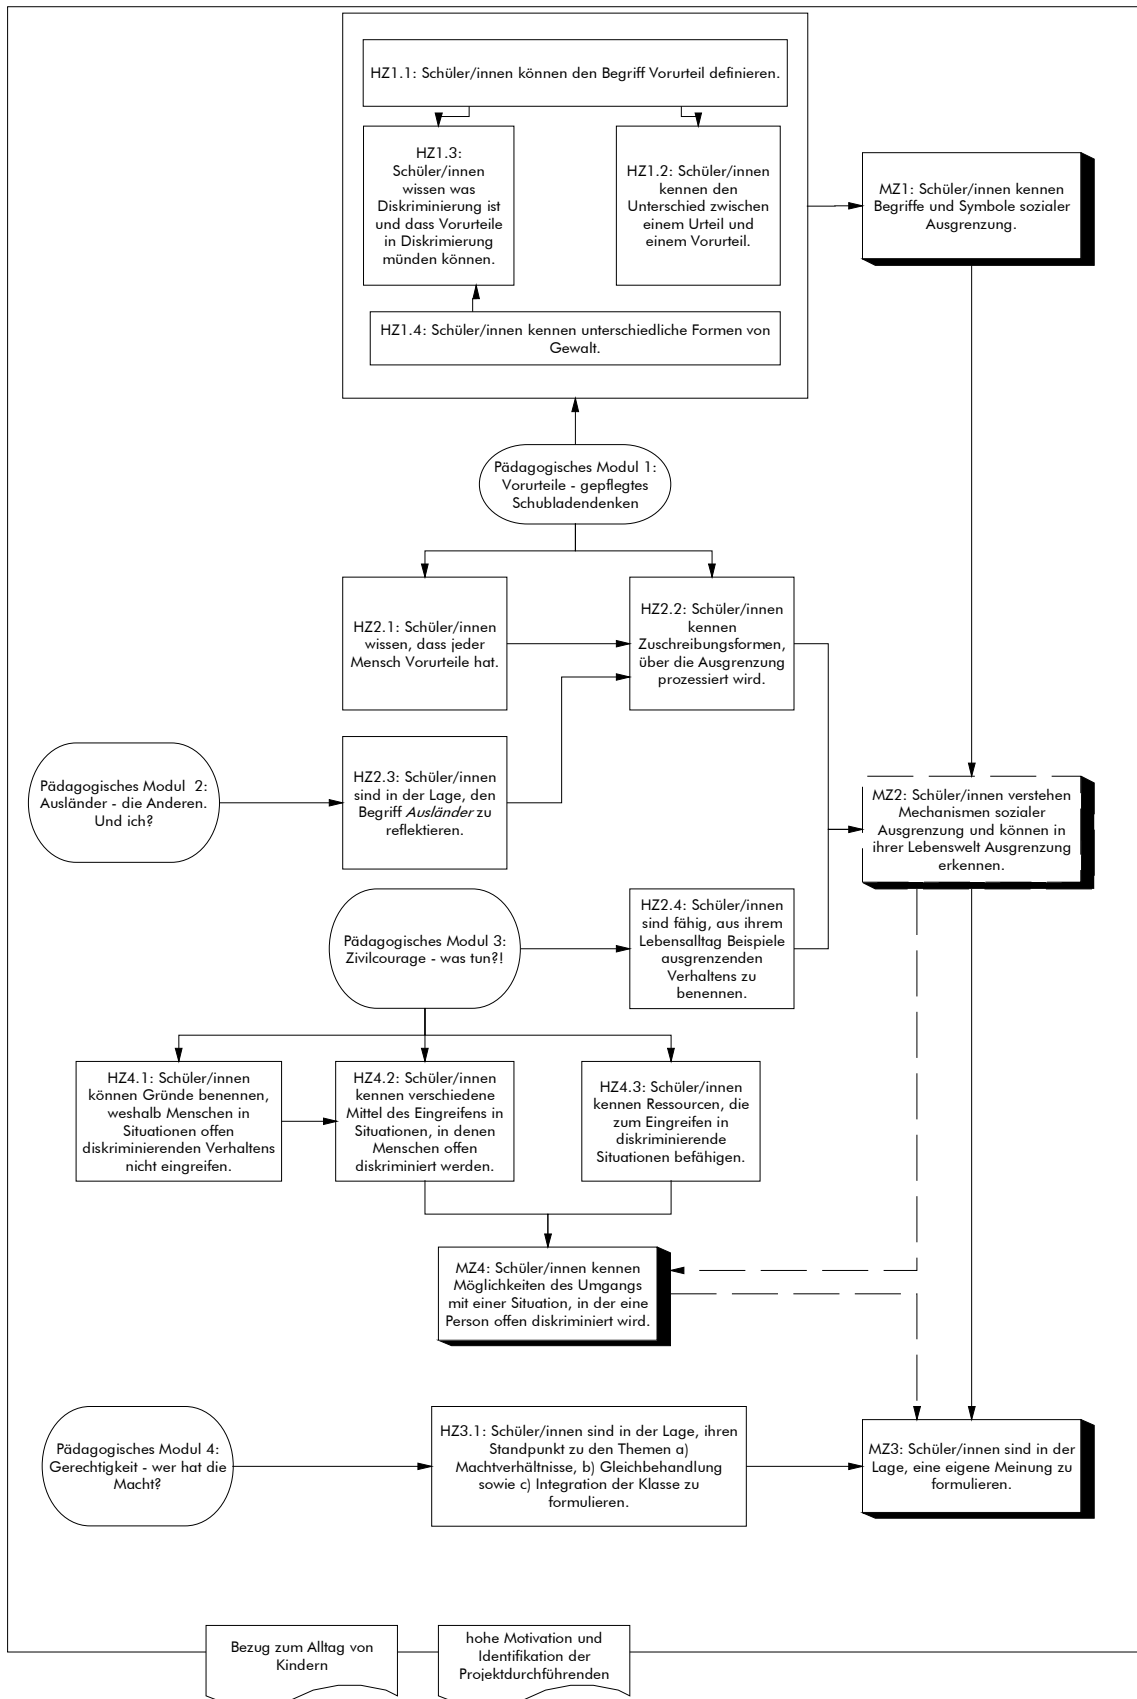 HZ1.1: Schüler/innen können den Begriff Vorurteil definieren.
HZ1.3:
Schüler/innen
wissen was
Diskriminierung ist
und dass Vorurteile
in Diskrimierung
münden können.
HZ1.2: Schüler/innen
kennen den
Unterschied zwischen
einem Urteil und
einem Vorurteil.
MZ1: Schüler/innen kennen
Begriffe und Symbole sozialer
Ausgrenzung.
HZ1.4: Schüler/innen kennen unterschiedliche Formen von
Gewalt.
Pädagogisches Modul 1:
Vorurteile - gepflegtes
Schubladendenken
HZ2.1: Schüler/innen
wissen, dass jeder
Mensch Vorurteile hat.
HZ2.2: Schüler/innen
kennen
Zuschreibungsformen,
über die Ausgrenzung
prozessiert wird.
Pädagogisches Modul 2:
Ausländer - die Anderen.
Und ich?
HZ2.3: Schüler/innen
sind in der Lage, den
Begriff Ausländer zu
reflektieren.
MZ2: Schüler/innen verstehen
Mechanismen sozialer
Ausgrenzung und können in
ihrer Lebenswelt Ausgrenzung
erkennen.
Pädagogisches Modul 3:
Zivilcourage - was tun?!
HZ2.4: Schüler/innen
sind fähig, aus ihrem
Lebensalltag Beispiele
ausgrenzenden
Verhaltens zu
benennen.
HZ4.1: Schüler/innen
können Gründe benennen,
weshalb Menschen in
Situationen offen
diskriminierenden Verhaltens
nicht eingreifen.
HZ4.2: Schüler/innen
kennen verschiedene
Mittel des Eingreifens in
Situationen, in denen
Menschen offen
diskriminiert werden.
HZ4.3: Schüler/innen
kennen Ressourcen, die
zum Eingreifen in
diskriminierende
Situationen befähigen.
MZ4: Schüler/innen kennen
Möglichkeiten des Umgangs
mit einer Situation, in der eine
Person offen diskriminiert wird.
Pädagogisches Modul 4:
Gerechtigkeit - wer hat die
Macht?
HZ3.1: Schüler/innen sind in der Lage, ihren
Standpunkt zu den Themen a)
Machtverhältnisse, b) Gleichbehandlung
sowie c) Integration der Klasse zu
formulieren.
MZ3: Schüler/innen sind in der
Lage, eine eigene Meinung zu
formulieren.
Bezug zum Alltag von
Kindern
hohe Motivation und
Identifikation der
Projektdurchführenden